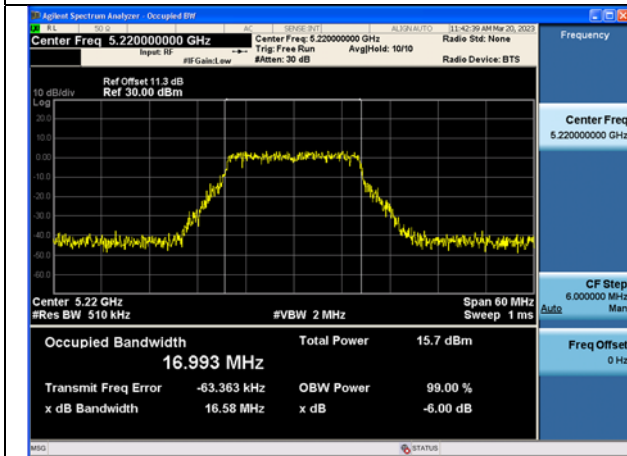 Agilent Spectrum Analyzer - Occupied BW
RL 50 Ω AC SENSE:INT ALIGN AUTO 11:42:39 AM Mar 20, 2023
Center Freq 5.220000000 GHz
Input: RF
#IFGain:Low
Center Freq: 5.220000000 GHz
Trig: Free Run Avg|Hold: 10/10
#Atten: 30 dB
Radio Std: None
Radio Device: BTS
Frequency
Ref Offset 11.3 dB
10 dB/div Ref 30.00 dBm
Log
20.0
10.0
0.00
-10.0
-20.0
-30.0
-40.0
-50.0
-60.0
Center Freq
5.220000000 GHz
Center 5.22 GHz Span 60 MHz
#Res BW 510 kHz #VBW 2 MHz Sweep 1 ms
CF Step
6.000000 MHz
Auto Man
Occupied Bandwidth Total Power 15.7 dBm
16.993 MHz
Transmit Freq Error -63.363 kHz OBW Power 99.00 %
x dB Bandwidth 16.58 MHz x dB -6.00 dB
Freq Offset
0 Hz
MSG STATUS